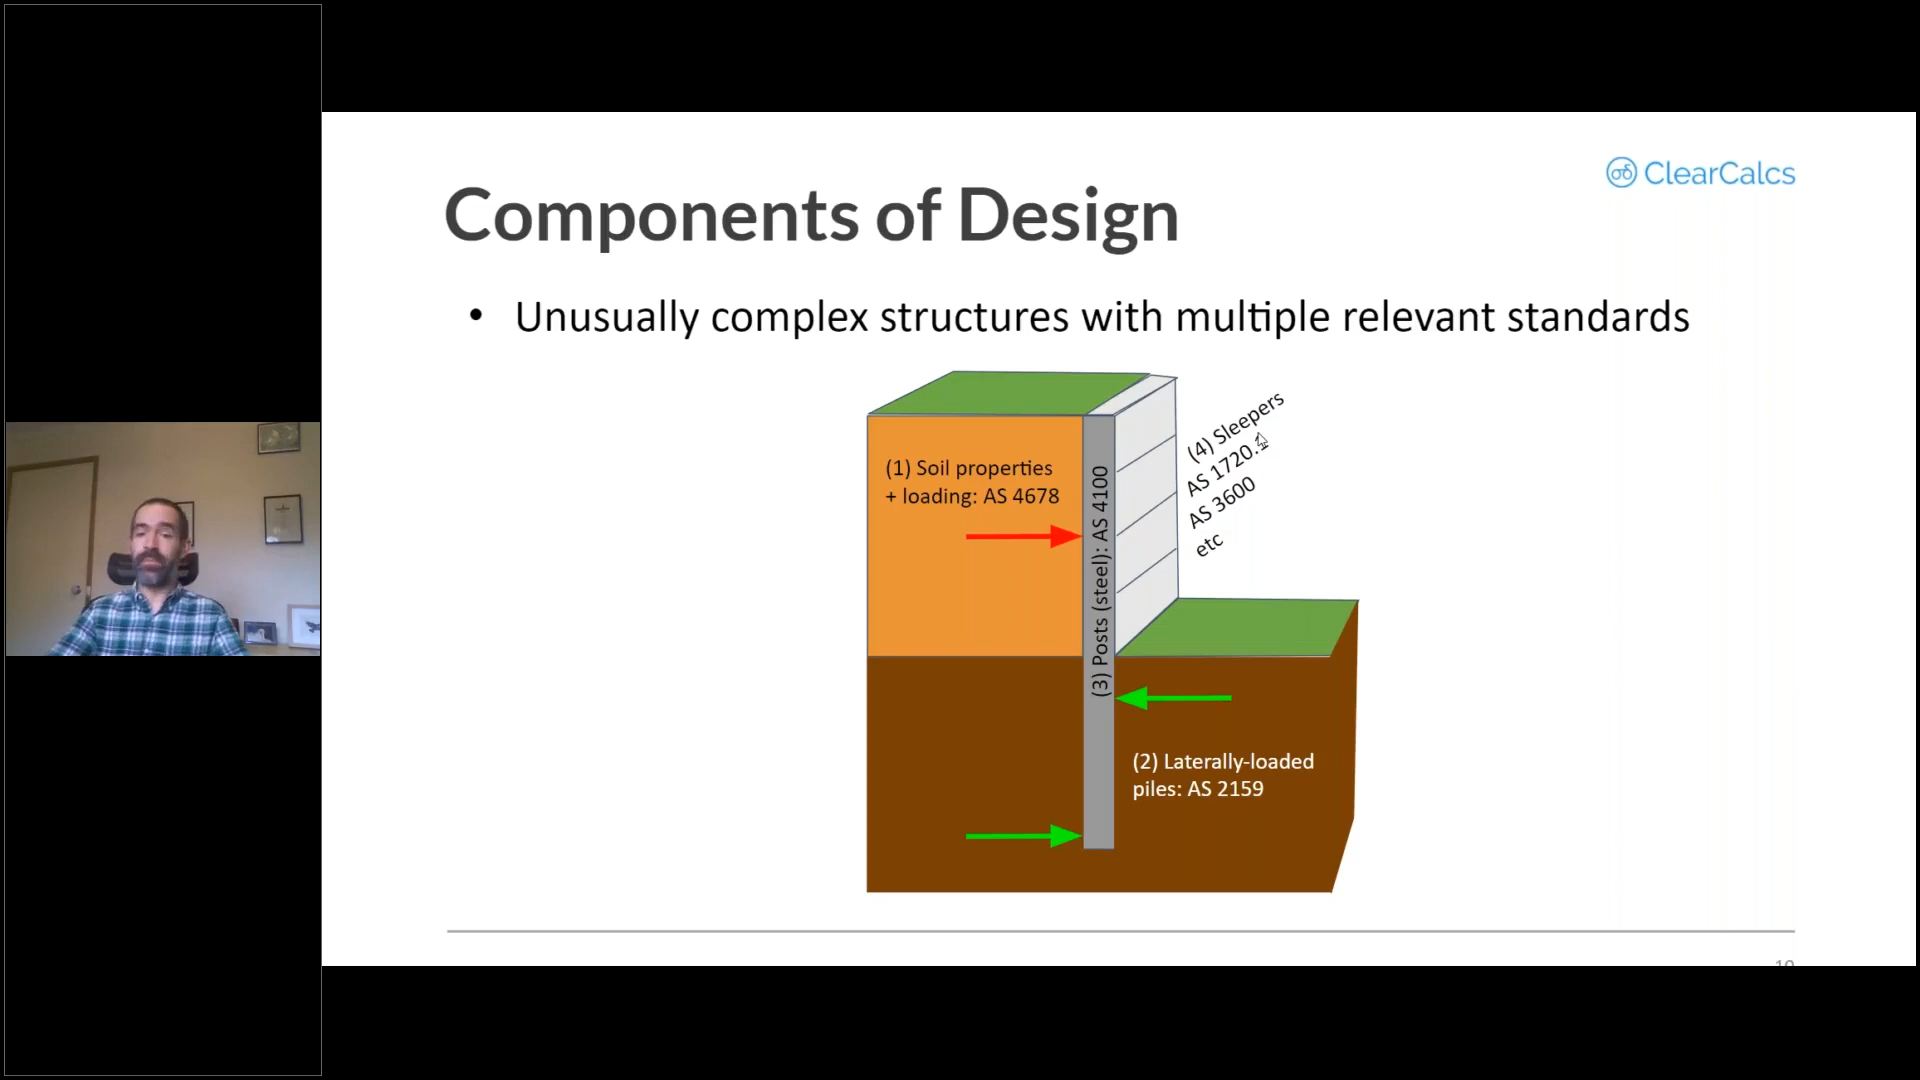 ClearCalcs
Components of Design
• Unusually complex structures with multiple relevant standards
(1) Soil properties
+ loading: AS 4678
(3) Posts (steel): AS 4100
(4) Sleepers
AS 1720.
AS 3600
etc
(2) Laterally-loaded
piles: AS 2159